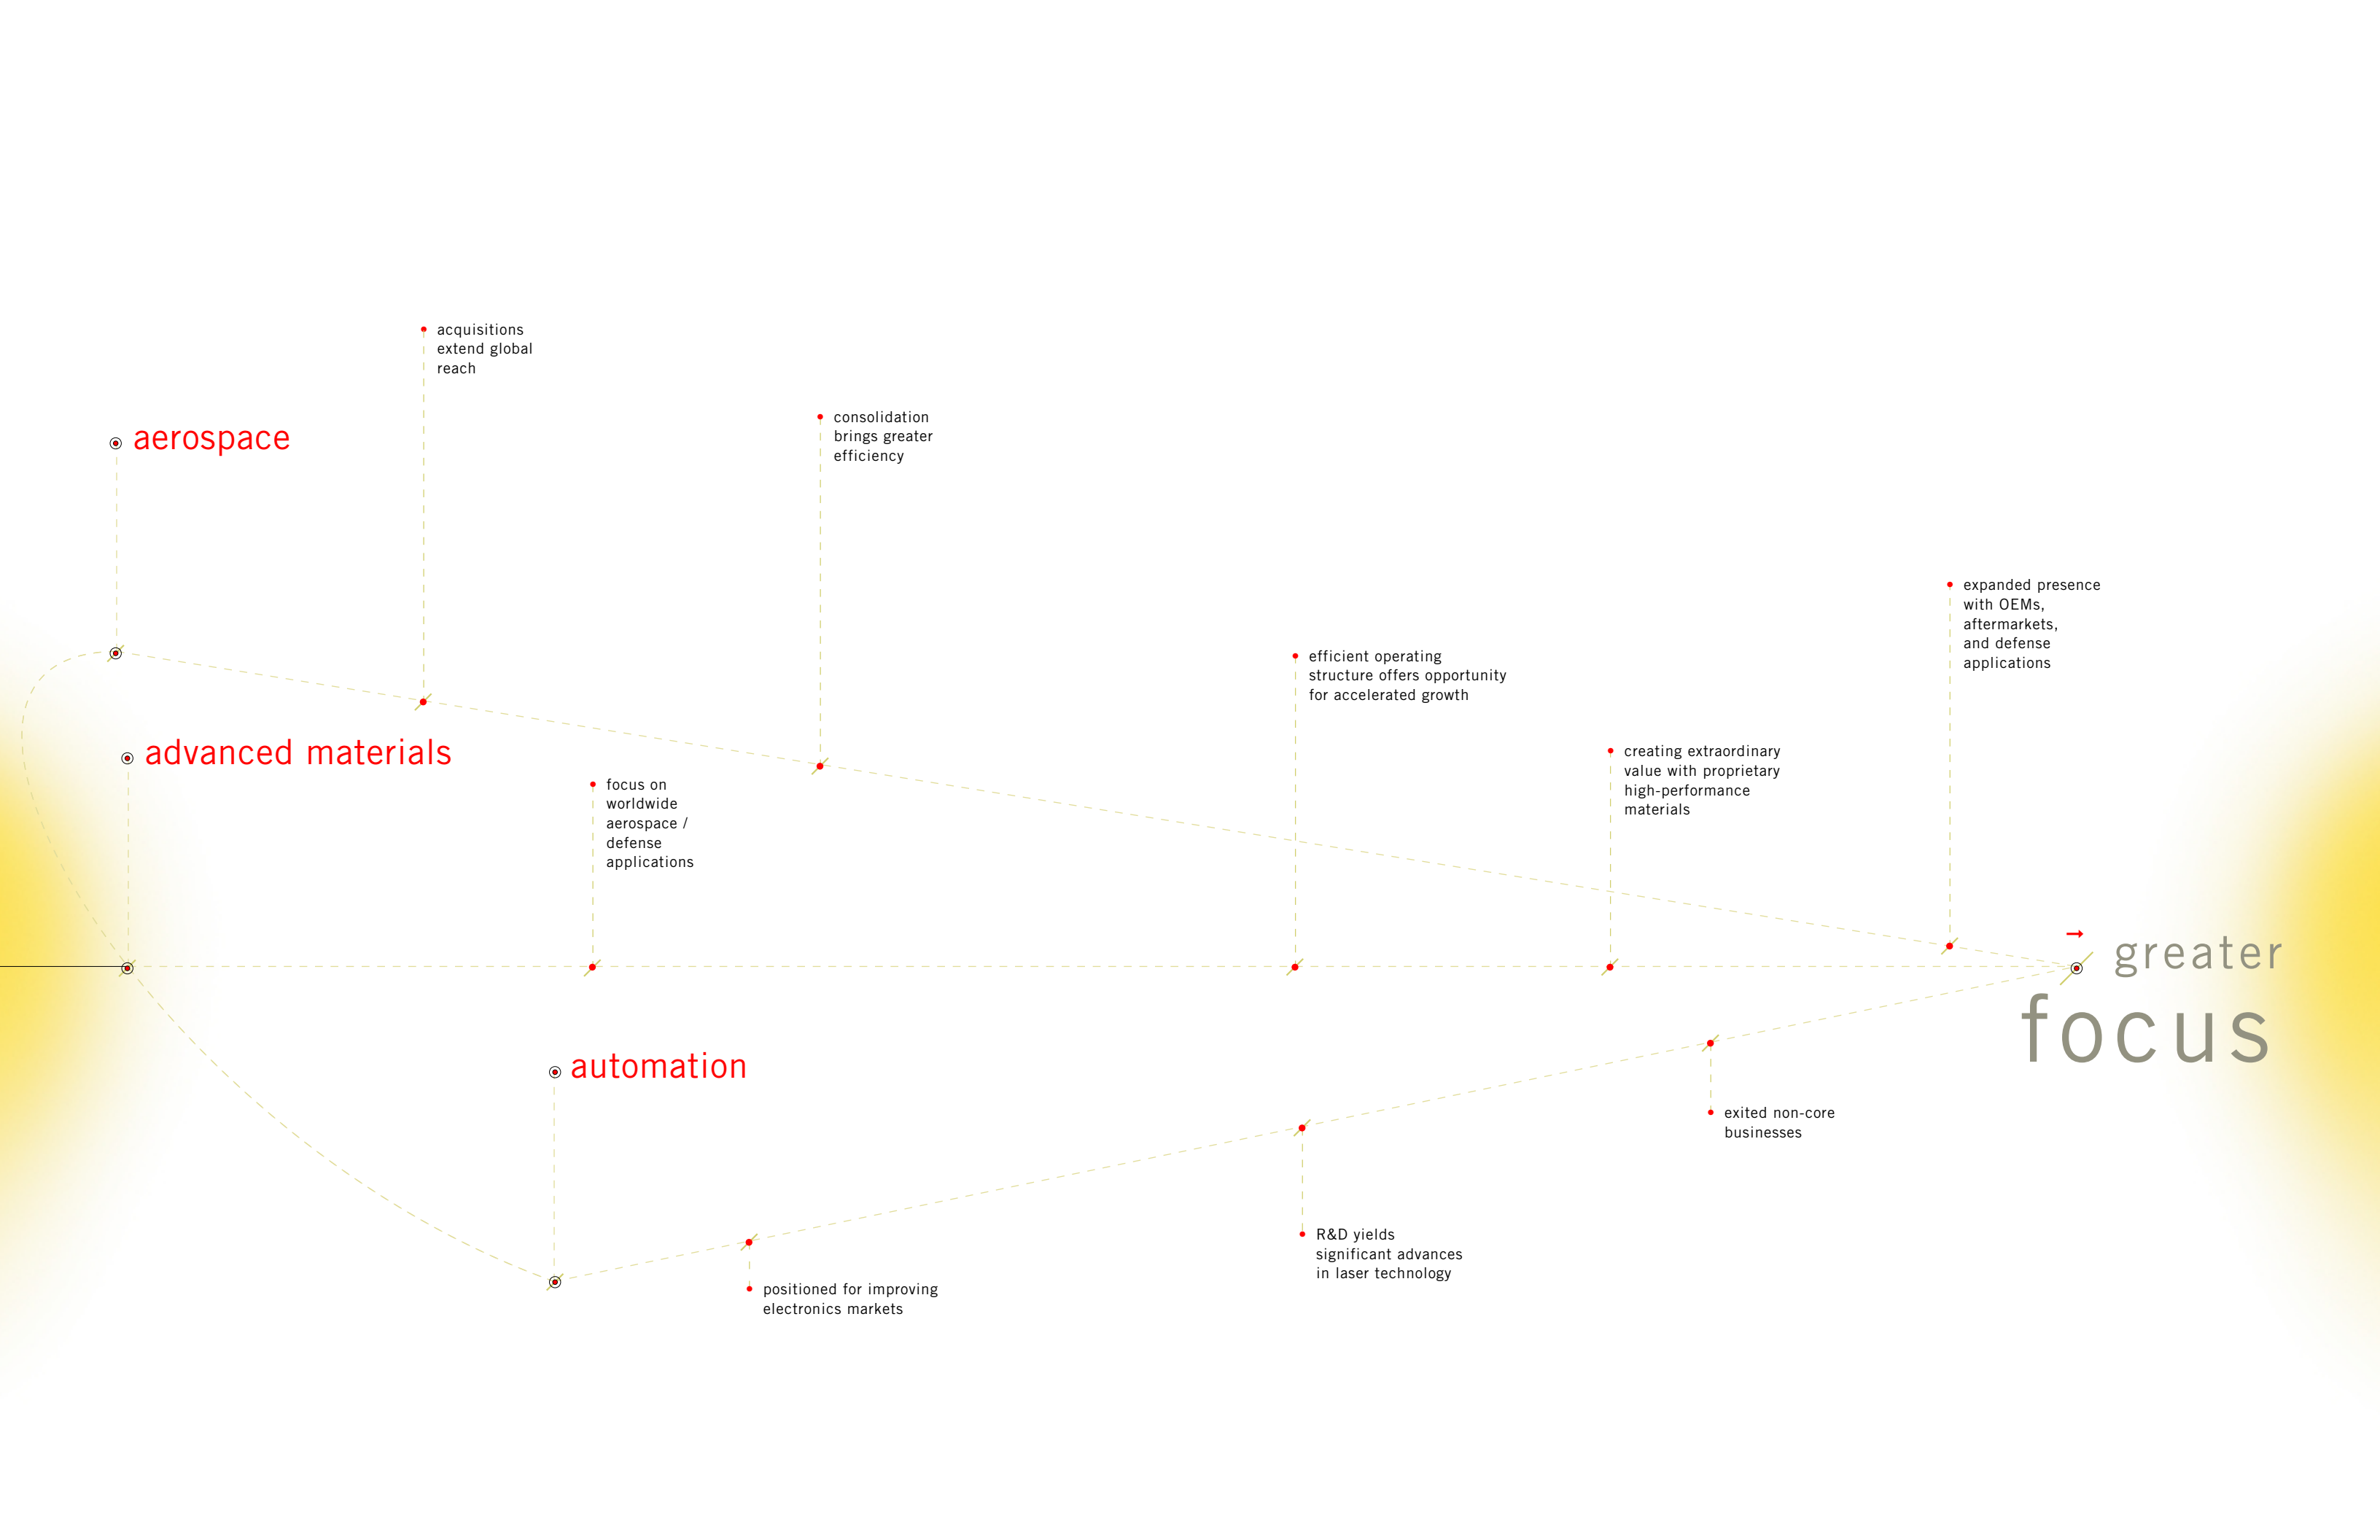 acquisitions
extend global
reach
consolidation
brings greater
efficiency
aerospace
expanded presence
with OEMs,
aftermarkets,
and defense
applications
efficient operating
structure offers opportunity
for accelerated growth
advanced materials
creating extraordinary
value with proprietary
high-performance
materials
focus on
worldwide
aerospace /
defense
applications
→ greater
focus
automation
exited non-core
businesses
R&D yields
significant advances
in laser technology
positioned for improving
electronics markets